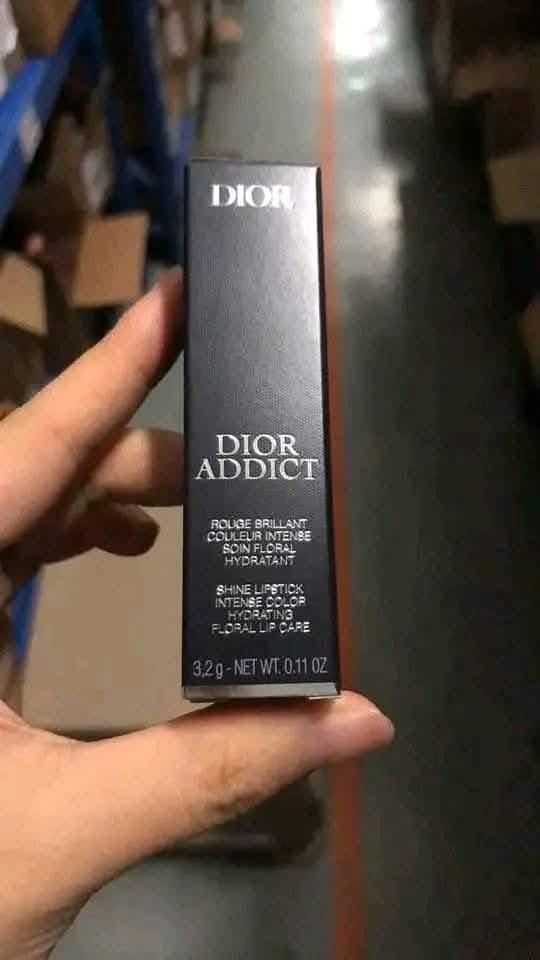 DIOR
DIOR
ADDICT
ROUGE BRILLANT
COULEUR INTENSE
SOIN FLORAL
HYDRATANT
SHINE LIPSTICK
INTENSE COLOR
HYDRATING
FLORAL LIP CARE
3,2 g - NET WT. 0.11 OZ